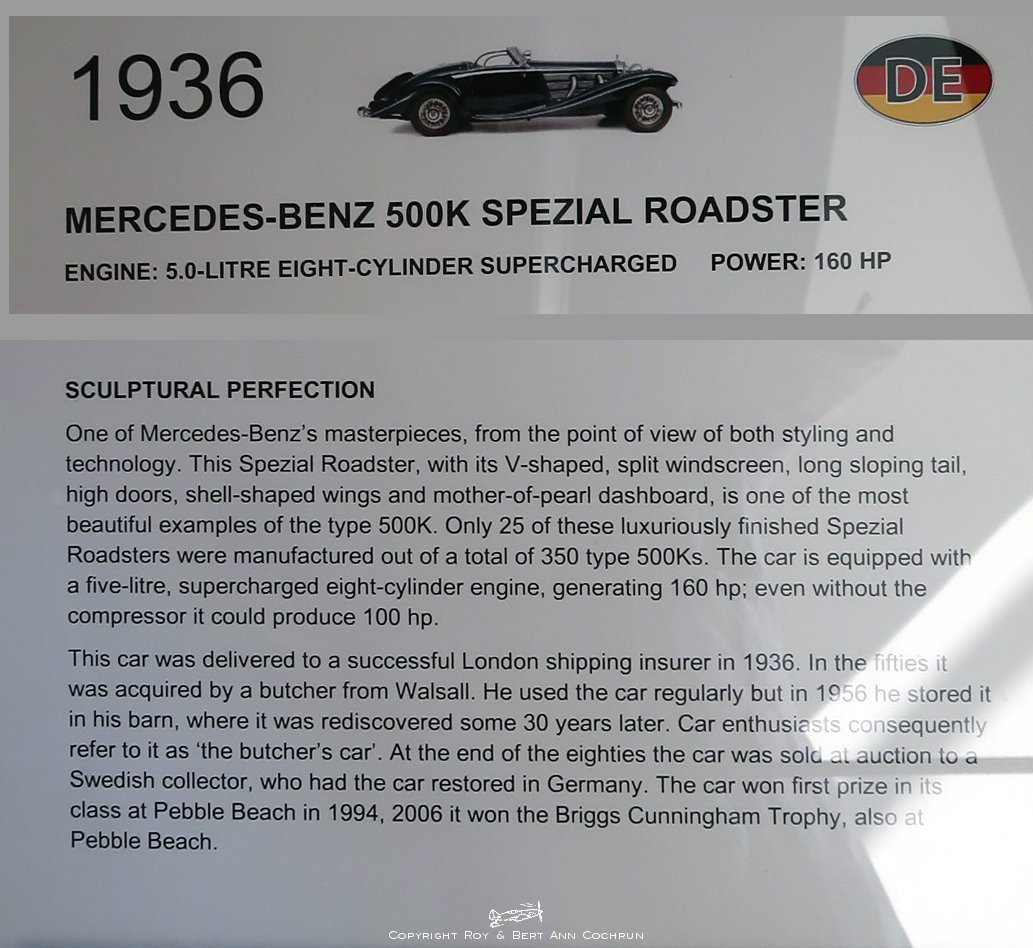 1936
DE
MERCEDES-BENZ 500K SPEZIAL ROADSTER
ENGINE: 5.0-LITRE EIGHT-CYLINDER SUPERCHARGED POWER: 160 HP
SCULPTURAL PERFECTION
One of Mercedes-Benz's masterpieces, from the point of view of both styling and
technology. This Spezial Roadster, with its V-shaped, split windscreen, long sloping tail,
high doors, shell-shaped wings and mother-of-pearl dashboard, is one of the most
beautiful examples of the type 500K. Only 25 of these luxuriously finished Spezial
Roadsters were manufactured out of a total of 350 type 500Ks. The car is equipped with
a five-litre, supercharged eight-cylinder engine, generating 160 hp; even without the
compressor it could produce 100 hp.
This car was delivered to a successful London shipping insurer in 1936. In the fifties it
was acquired by a butcher from Walsall. He used the car regularly but in 1956 he stored it
in his barn, where it was rediscovered some 30 years later. Car enthusiasts consequently
refer to it as 'the butcher's car'. At the end of the eighties the car was sold at auction to a
Swedish collector, who had the car restored in Germany. The car won first prize in its
class at Pebble Beach in 1994, 2006 it won the Briggs Cunningham Trophy, also at
Pebble Beach.
Copyright Roy & Bert Ann Cochrun